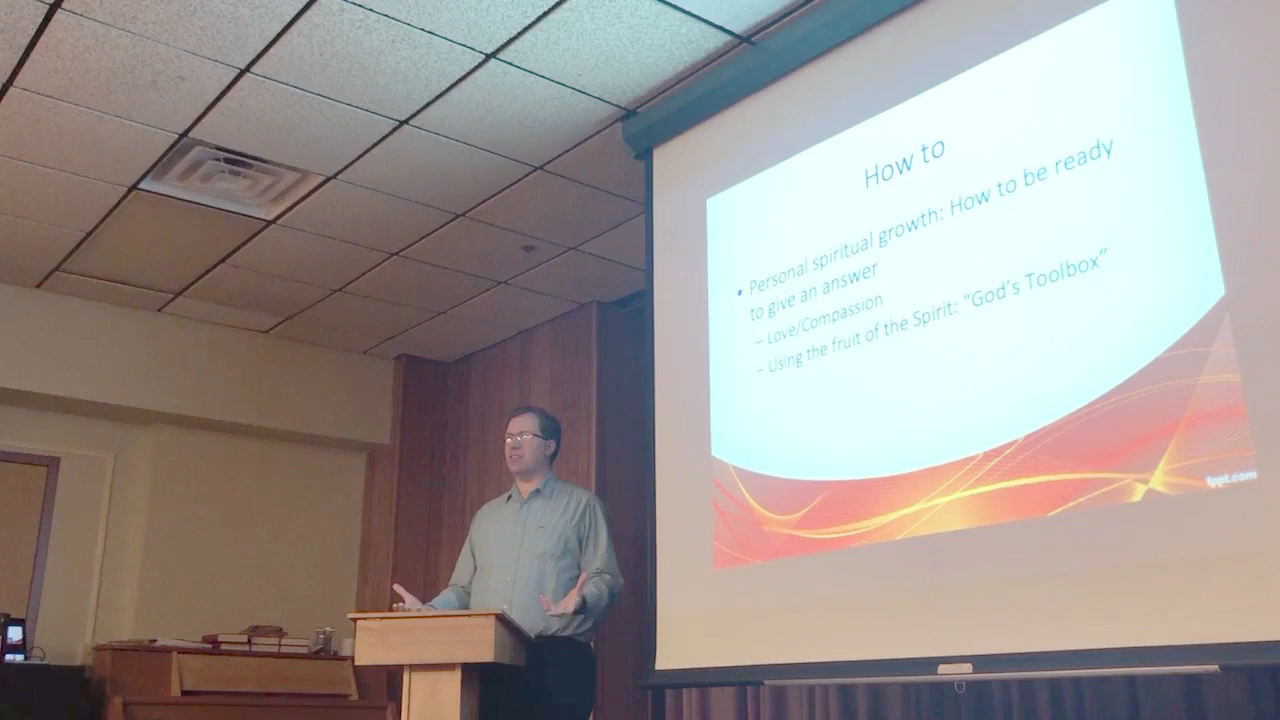 How to
• Personal spiritual growth: How to be ready
to give an answer
– Love/Compassion
– Using the fruit of the Spirit: “God’s Toolbox”
fppt.com